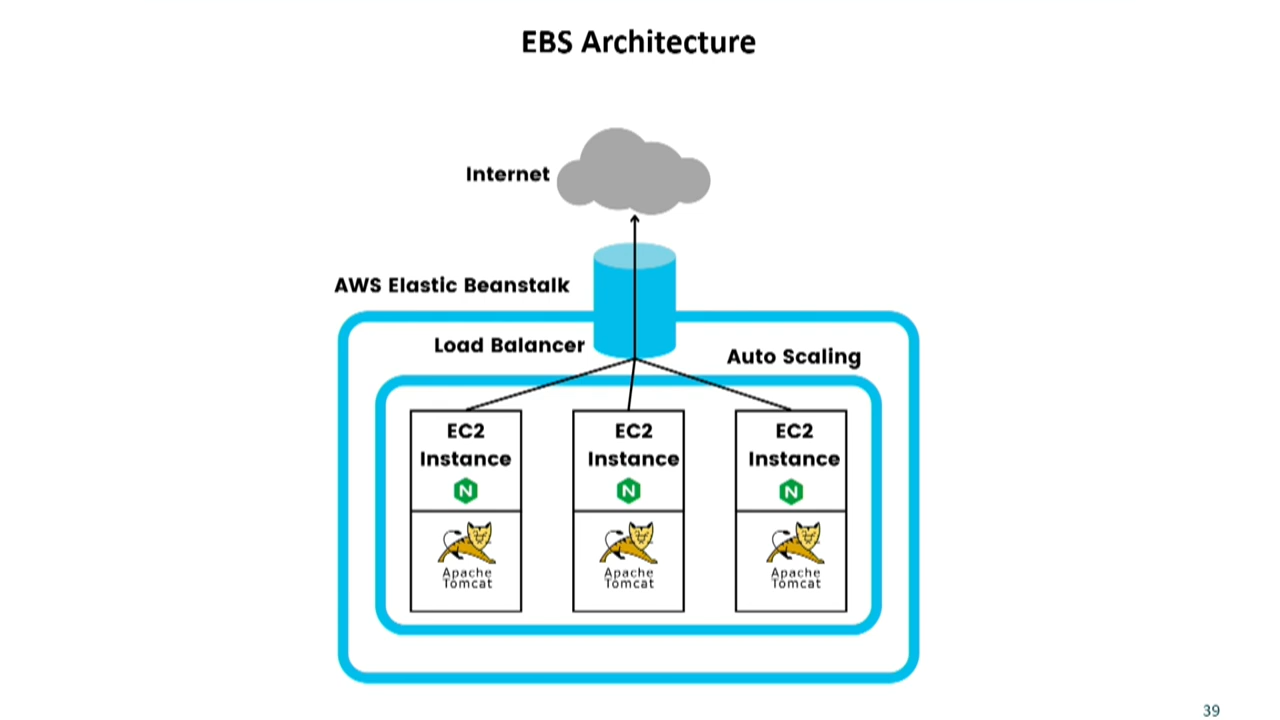 EBS Architecture
Internet
AWS Elastic Beanstalk
Load Balancer
Auto Scaling
EC2
Instance
N
Apache
Tomcat
EC2
Instance
N
Apache
Tomcat
EC2
Instance
N
Apache
Tomcat
39